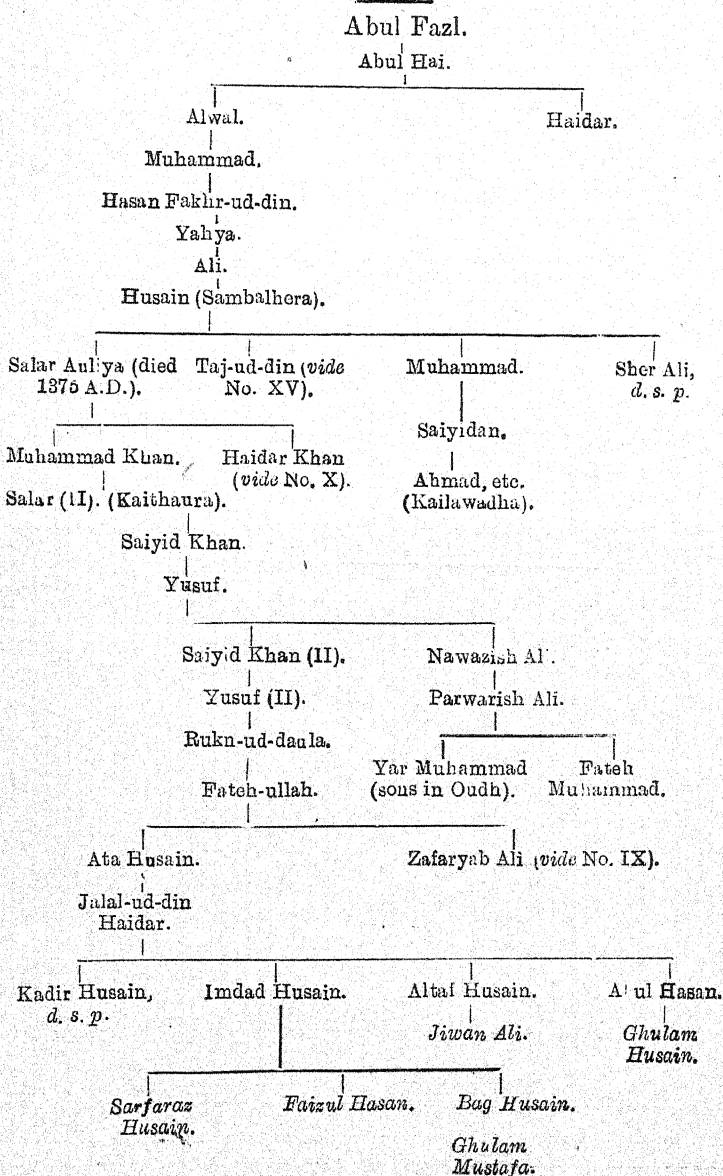 Abul Fazl.
Abul Hai.
Alwal. Haidar.
Muhammad.
Hasan Fakhr-ud-din.
Yahya.
Ali.
Husain (Sambalhera).
Salar Auliya (died Taj-ud-din (vide Muhammad. Sher Ali,
1375 A.D.). No. XV). d. s. p.
Saiyidan.
Muhammad Khan. Haidar Khan Ahmad, etc.
(vide No. X). (Kailawadha).
Salar (II). (Kaithaura).
Saiyid Khan.
Yusuf.
Saiyid Khan (II). Nawazish Ali.
Yusuf (II). Parwarish Ali.
Rukn-ud-daula.
Yar Muhammad Fateh
Fateh-ullah. (sons in Oudh). Muhammad.
Ata Husain. Zafaryab Ali (vide No. IX).
Jalal-ud-din
Haidar.
Kadir Husain, Imdad Husain. Altaf Husain. Abul Hasan.
d. s. p.
Jiwan Ali. Ghulam
Husain.
Sarfaraz Faizul Hasan. Bag Husain.
Husain.
Ghulam
Mustafa.